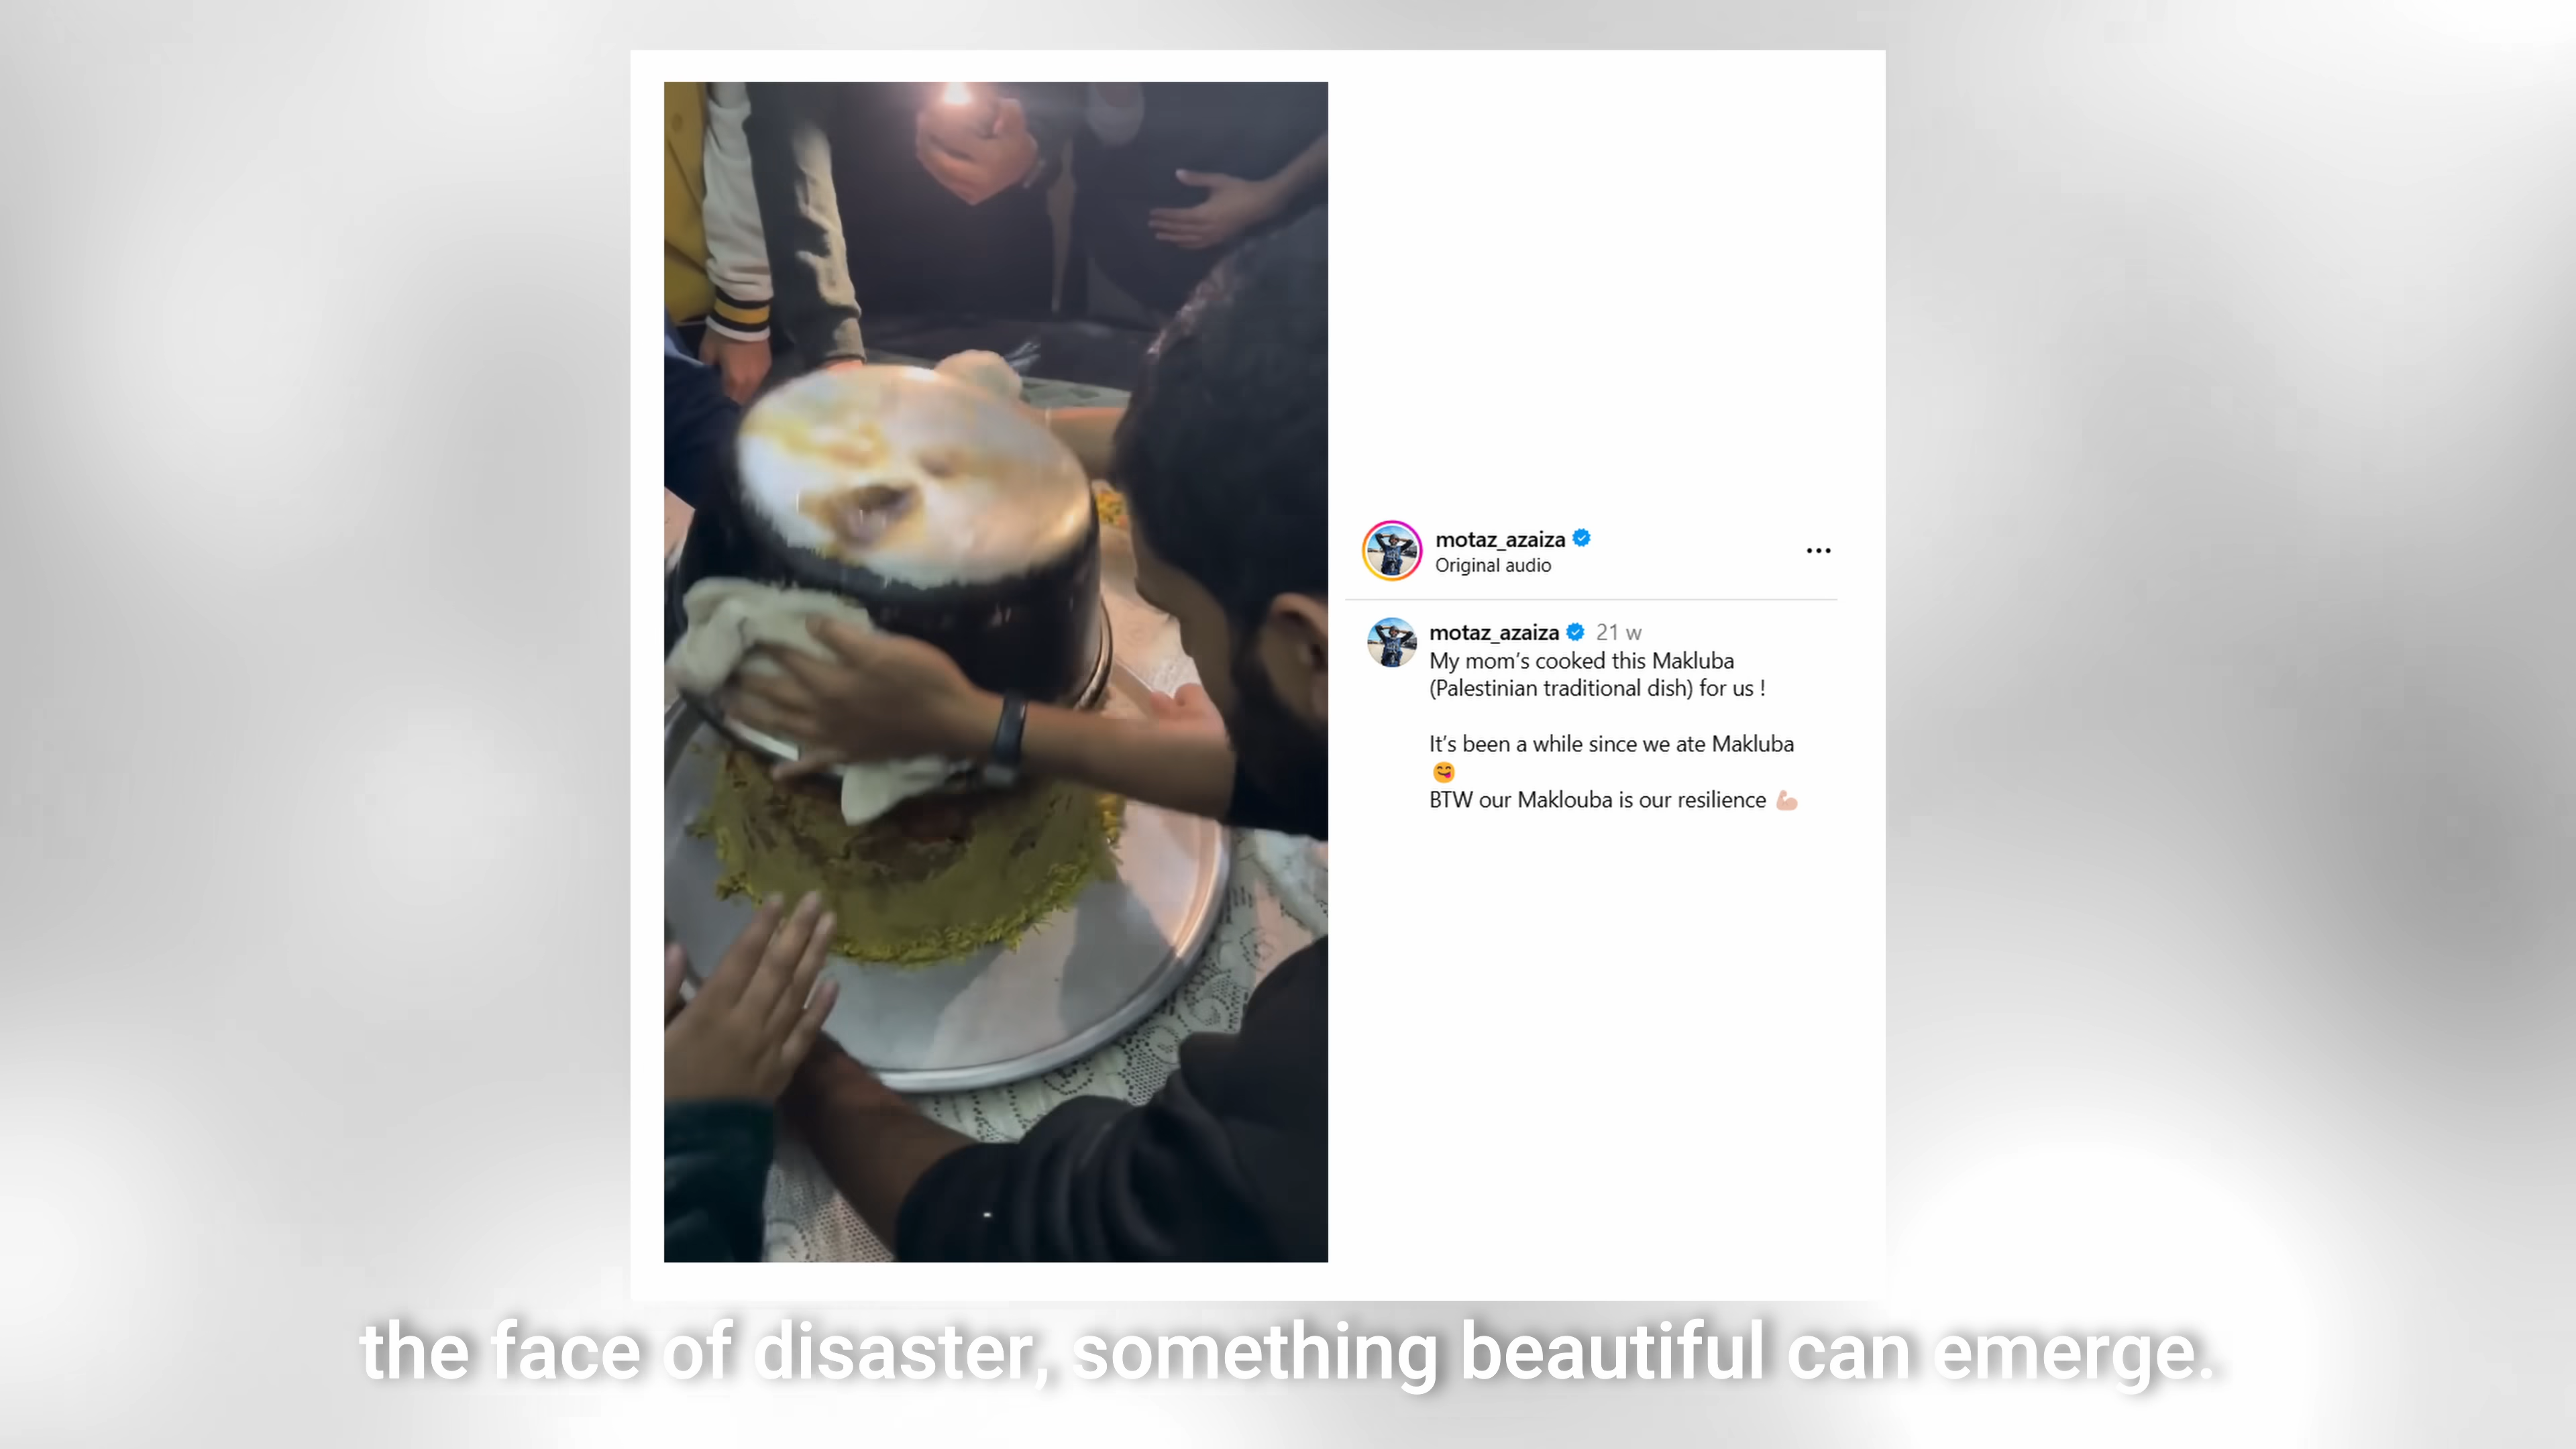 motaz_azaiza
Original audio
motaz_azaiza 21 w
My mom's cooked this Makluba
(Palestinian traditional dish) for us !
It's been a while since we ate Makluba
😋
BTW our Maklouba is our resilience 💪🏻
the face of disaster, something beautiful can emerge.